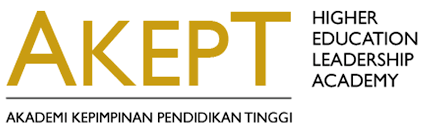 AKEPT
AKADEMI KEPIMPINAN PENDIDIKAN TINGGI
HIGHER
EDUCATION
LEADERSHIP
ACADEMY